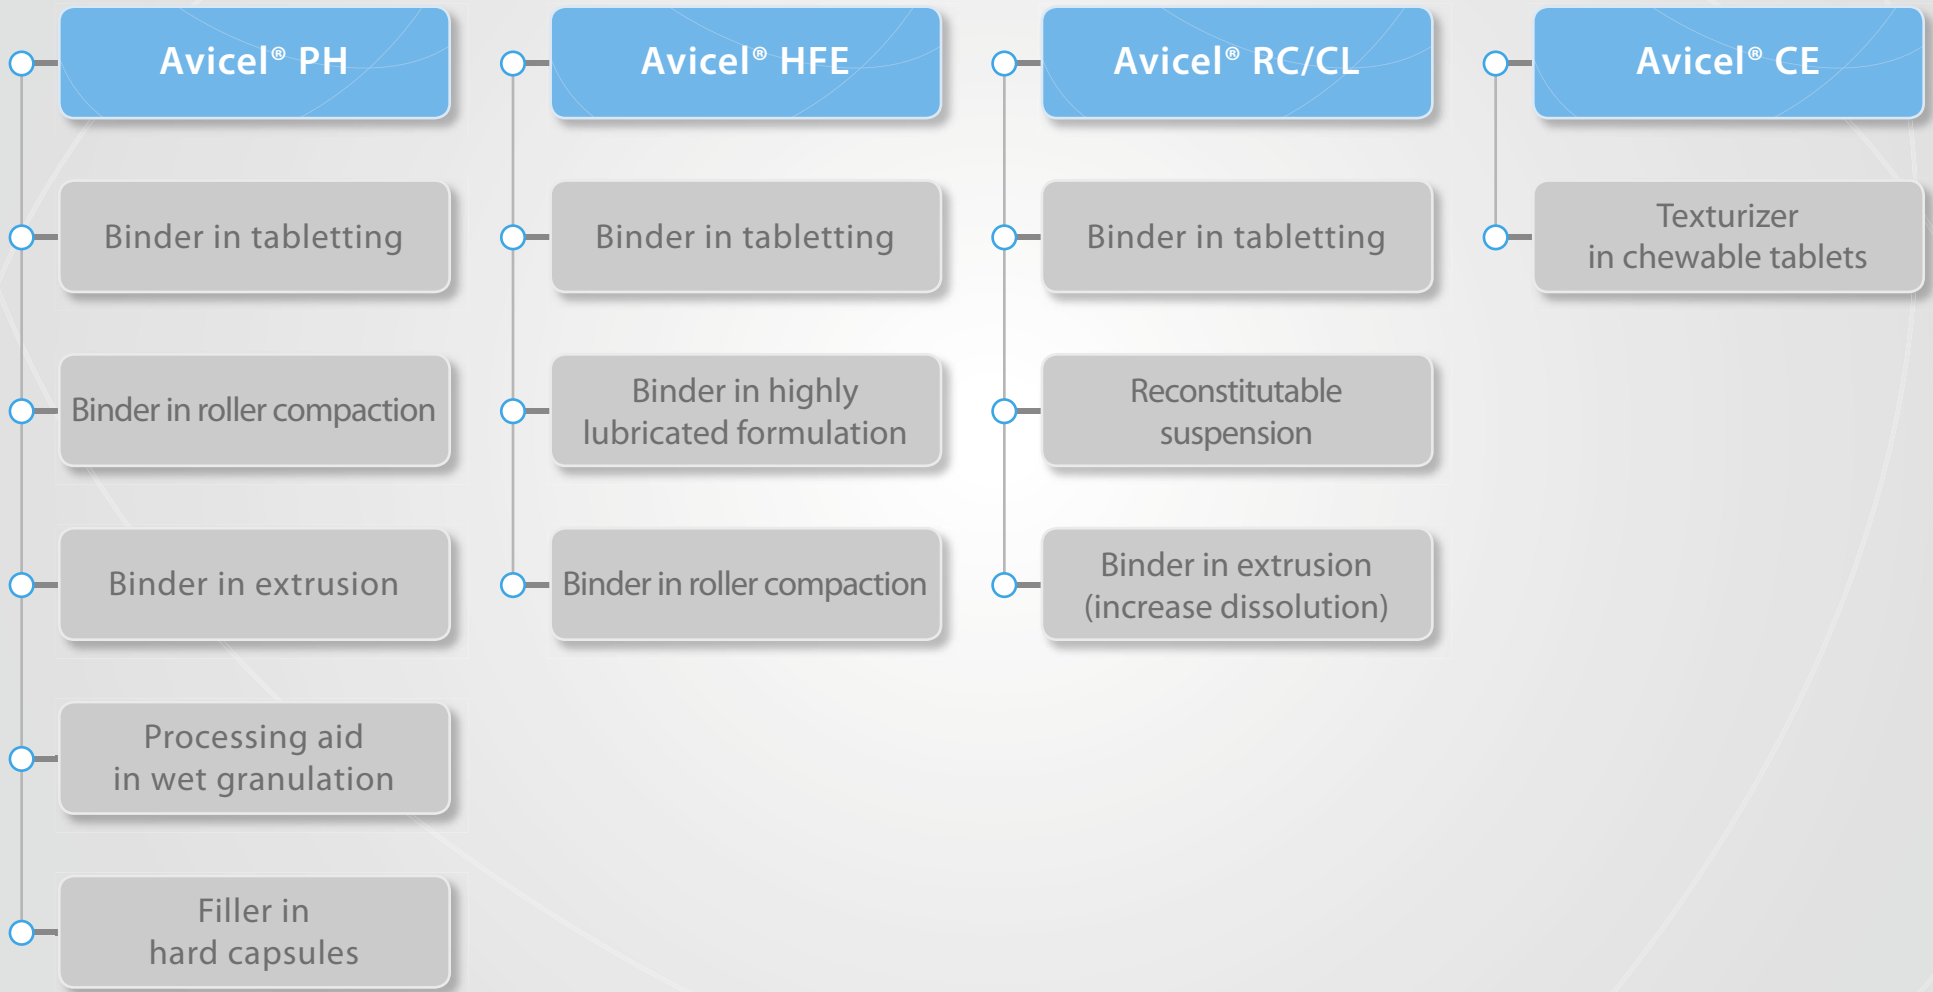 Avicel® PH
Binder in tabletting
Binder in roller compaction
Binder in extrusion
Processing aid
in wet granulation
Filler in
hard capsules
Avicel® HFE
Binder in tabletting
Binder in highly
lubricated formulation
Binder in roller compaction
Avicel® RC/CL
Binder in tabletting
Reconstitutable
suspension
Binder in extrusion
(increase dissolution)
Avicel® CE
Texturizer
in chewable tablets